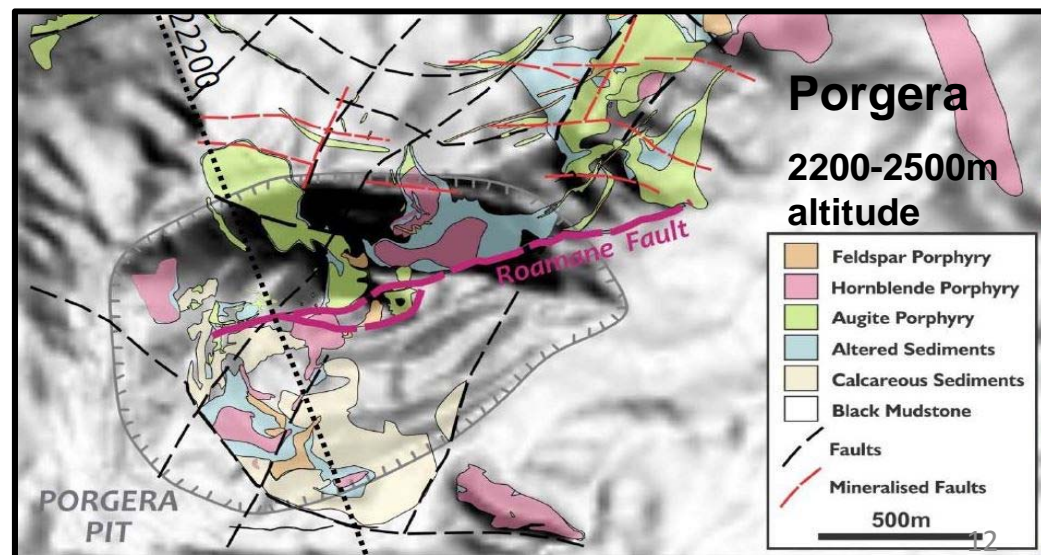 22200
Porgera
2200-2500m
altitude
Roamane Fault
PORGERA
PIT
Feldspar Porphyry
Hornblende Porphyry
Augite Porphyry
Altered Sediments
Calcareous Sediments
Black Mudstone
Faults
Mineralised Faults
500m
12